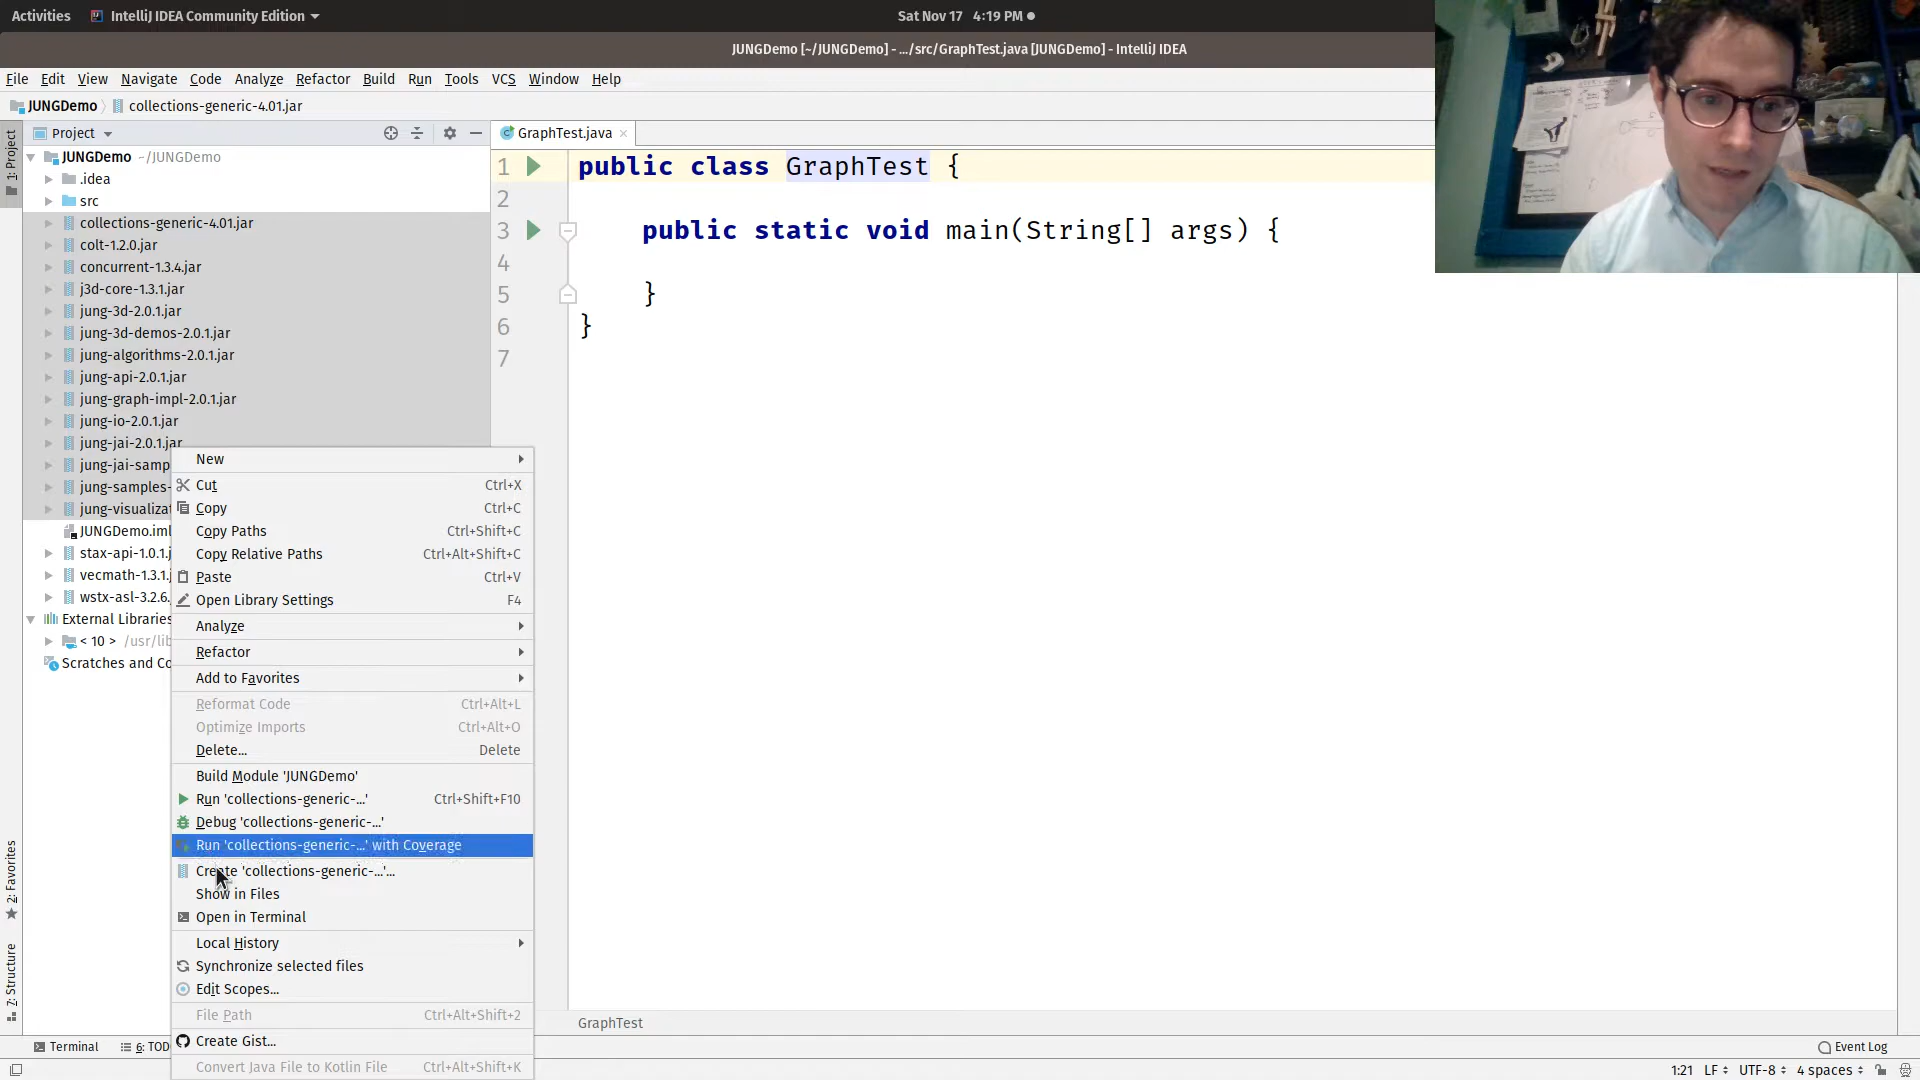 Activities IntelliJ IDEA Community Edition Sat Nov 17 4:19 PM
JUNGDemo [~/JUNGDemo] - .../src/GraphTest.java [JUNGDemo] - IntelliJ IDEA
File Edit View Navigate Code Analyze Refactor Build Run Tools VCS Window Help
JUNGDemo collections-generic-4.01.jar
1: Project
Project
JUNGDemo ~/JUNGDemo
.idea
src
collections-generic-4.01.jar
colt-1.2.0.jar
concurrent-1.3.4.jar
j3d-core-1.3.1.jar
jung-3d-2.0.1.jar
jung-3d-demos-2.0.1.jar
jung-algorithms-2.0.1.jar
jung-api-2.0.1.jar
jung-graph-impl-2.0.1.jar
jung-io-2.0.1.jar
jung-jai-2.0.1.jar
jung-jai-samp
jung-samples-
jung-visualizat
JUNGDemo.iml
stax-api-1.0.1.j
vecmath-1.3.1.j
wstx-asl-3.2.6.
External Libraries
< 10 > /usr/lib
Scratches and Co
GraphTest.java
1 public class GraphTest {
2
3 public static void main(String[] args) {
4
5 }
6 }
7
New
Cut Ctrl+X
Copy Ctrl+C
Copy Paths Ctrl+Shift+C
Copy Relative Paths Ctrl+Alt+Shift+C
Paste Ctrl+V
Open Library Settings F4
Analyze
Refactor
Add to Favorites
Reformat Code Ctrl+Alt+L
Optimize Imports Ctrl+Alt+O
Delete... Delete
Build Module 'JUNGDemo'
Run 'collections-generic-...' Ctrl+Shift+F10
Debug 'collections-generic-...'
Run 'collections-generic-...' with Coverage
Create 'collections-generic-...'...
Show in Files
Open in Terminal
Local History
Synchronize selected files
Edit Scopes...
File Path Ctrl+Alt+Shift+2
Create Gist...
Convert Java File to Kotlin File Ctrl+Alt+Shift+K
2: Favorites
7: Structure
GraphTest
Terminal 6: TOD Event Log
1:21 LF UTF-8 4 spaces